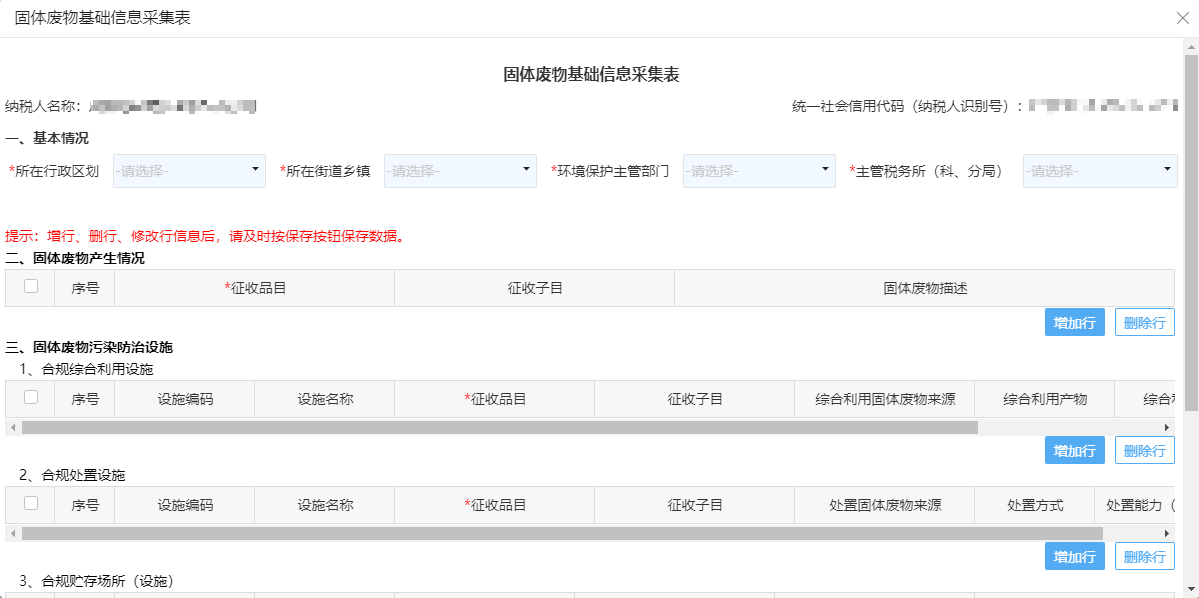 固体废物基础信息采集表
固体废物基础信息采集表
纳税人名称： 统一社会信用代码（纳税人识别号）：
一、基本情况
*所在行政区划 -请选择- *所在街道乡镇 -请选择- *环境保护主管部门 -请选择- *主管税务所（科、分局） -请选择-
提示：增行、删行、修改行信息后，请及时按保存按钮保存数据。
二、固体废物产生情况
序号 *征收品目 征收子目 固体废物描述
增加行 删除行
三、固体废物污染防治设施
1、合规综合利用设施
序号 设施编码 设施名称 *征收品目 征收子目 综合利用固体废物来源 综合利用产物 综合
增加行 删除行
2、合规处置设施
序号 设施编码 设施名称 *征收品目 征收子目 处置固体废物来源 处置方式 处置能力（
增加行 删除行
3、合规贮存场所（设施）